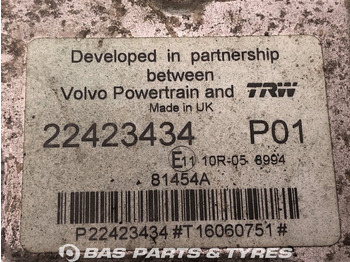 Developed in partnership
between
Volvo Powertrain and TRW
Made in UK
22423434 P01
E11 10R-05 6994
81454A
P22423434#T16060751#
BAS PARTS & COMPONENTS